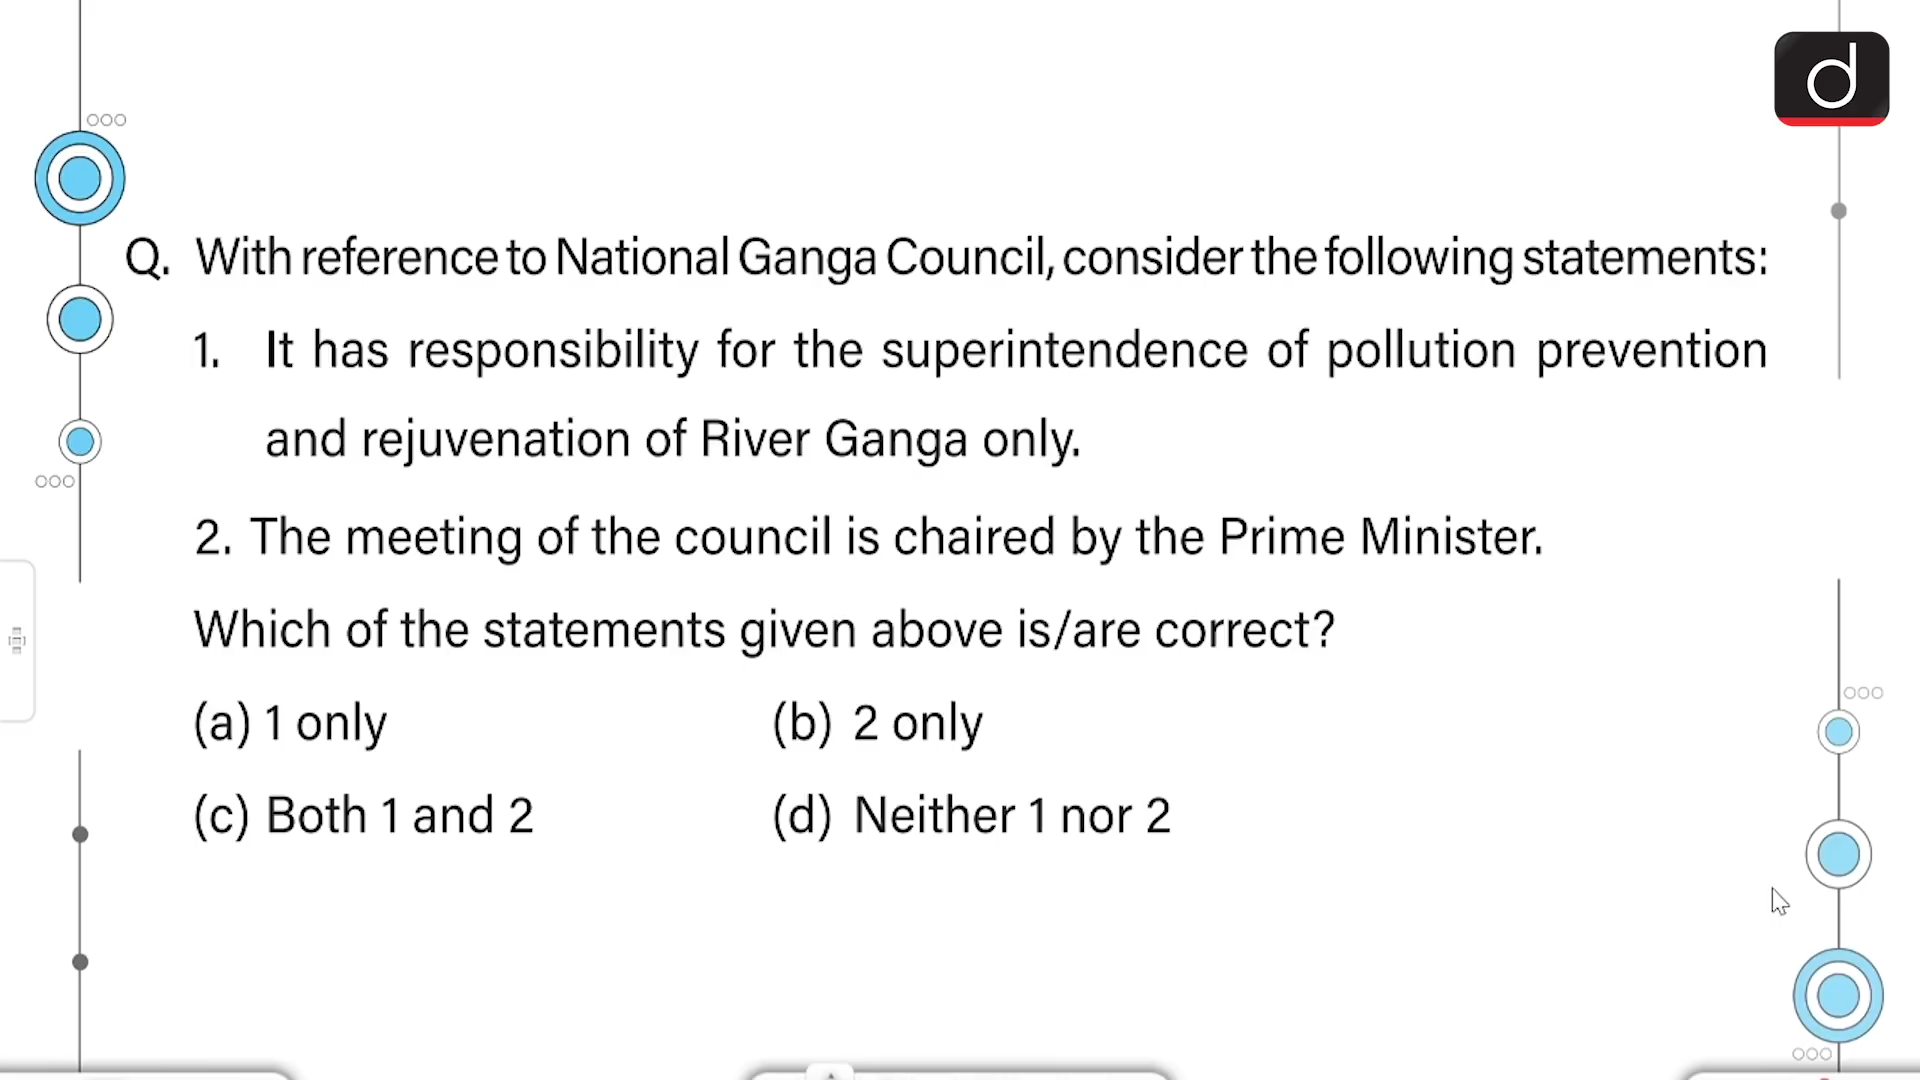 d
Q. With reference to National Ganga Council, consider the following statements:
1. It has responsibility for the superintendence of pollution prevention
and rejuvenation of River Ganga only.
2. The meeting of the council is chaired by the Prime Minister.
Which of the statements given above is/are correct?
(a) 1 only (b) 2 only
(c) Both 1 and 2 (d) Neither 1 nor 2